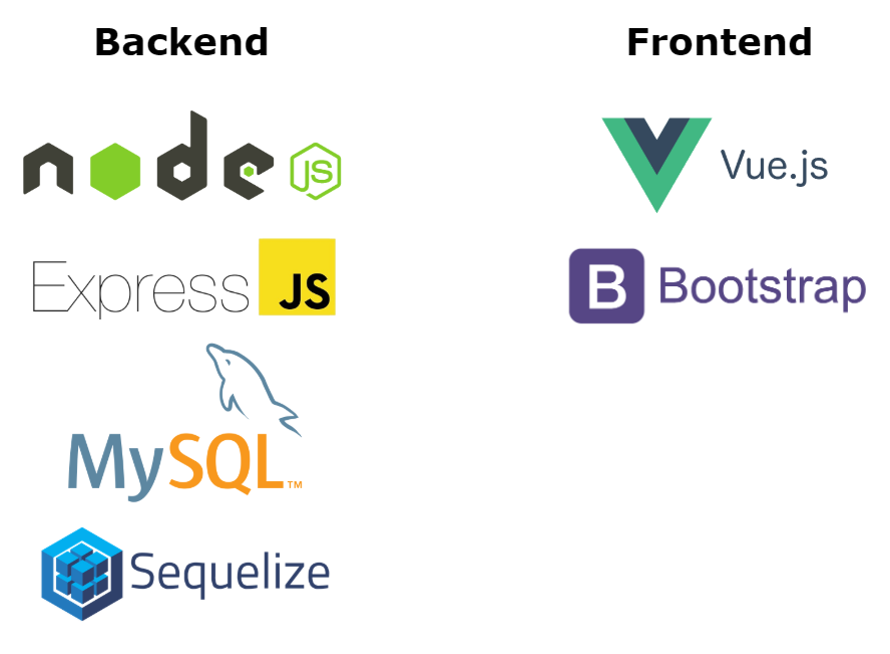 Backend
Frontend
node JS
Vue.js
Express JS
B Bootstrap
MySQL™
Sequelize